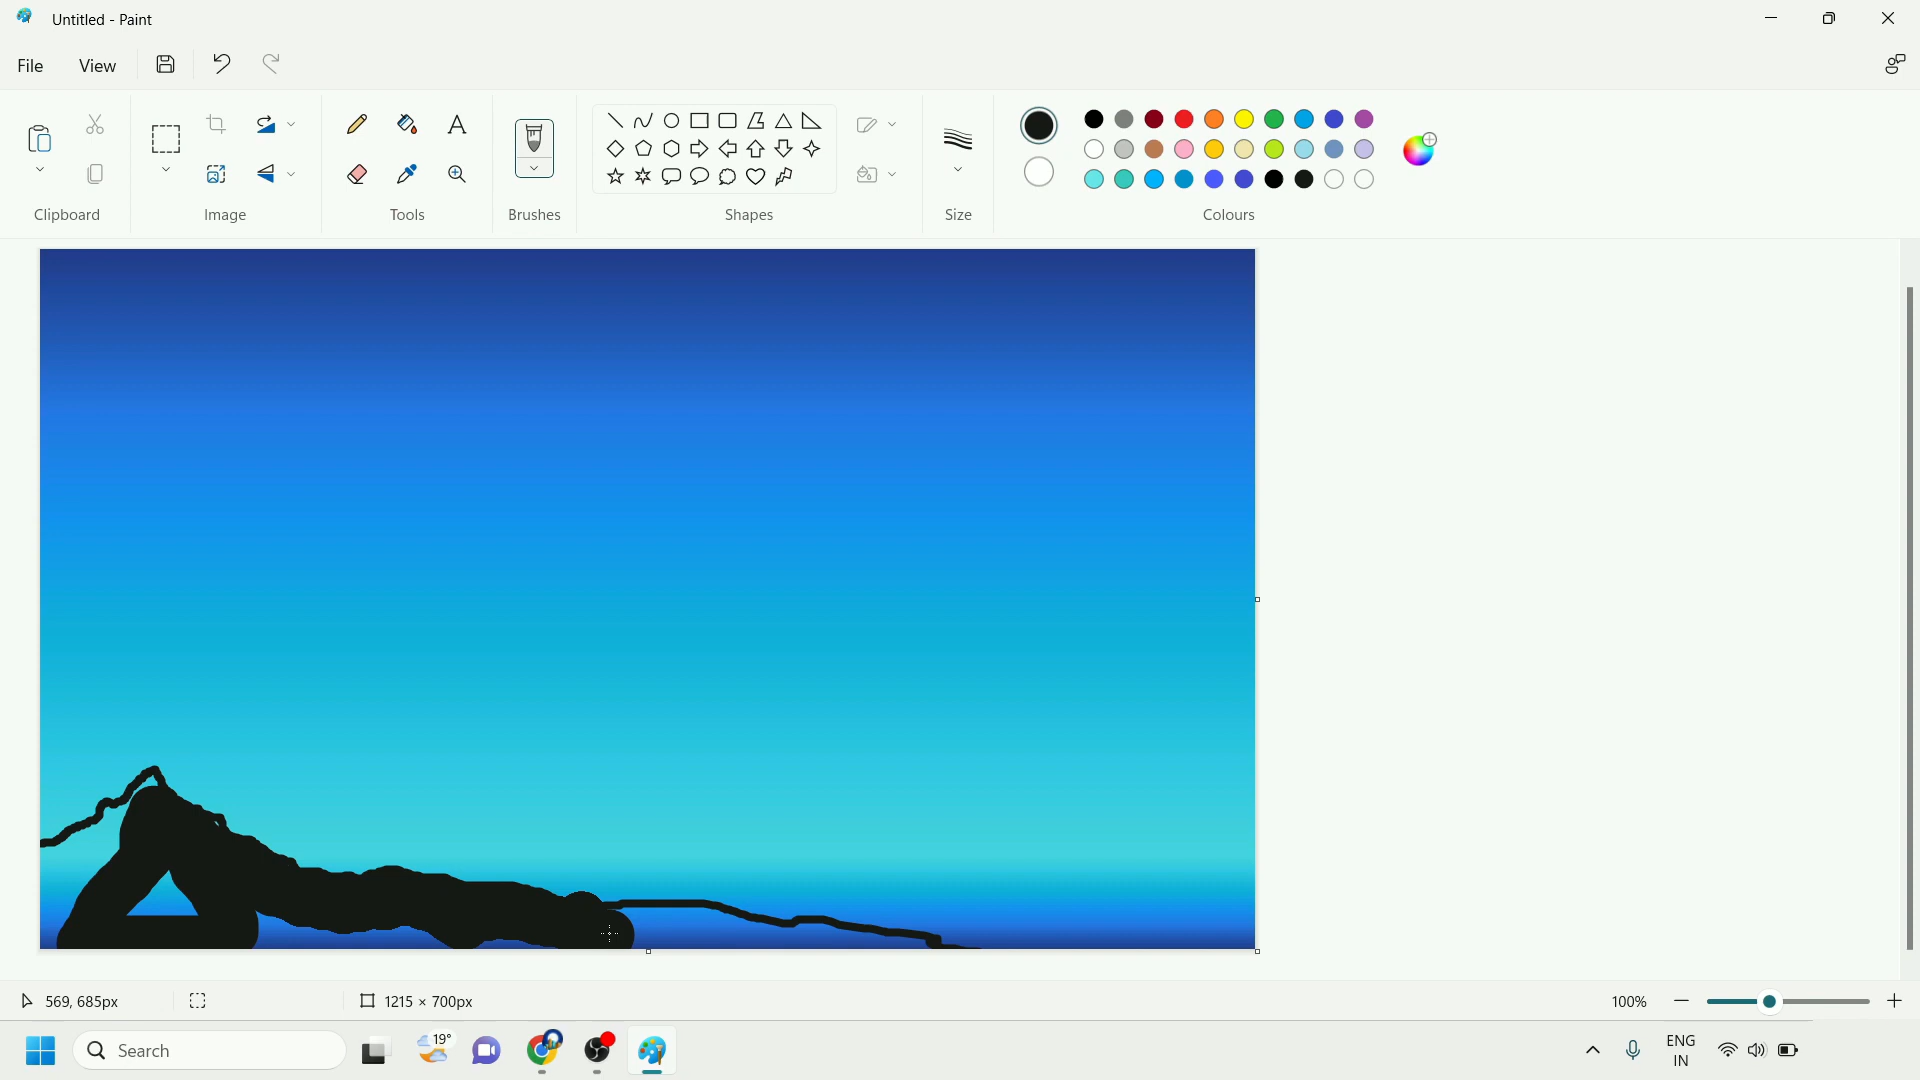 Untitled - Paint
File
View
Clipboard
Image
Tools
Brushes
Shapes
Size
Colours
569, 685px
1215 × 700px
100%
Search
19°
ENG
IN